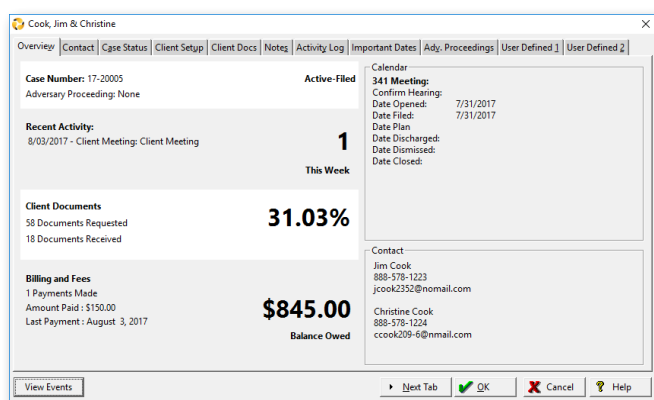 Cook, Jim & Christine
Overview Contact Case Status Client Setup Client Docs Notes Activity Log Important Dates Adv. Proceedings User Defined 1 User Defined 2
Case Number: 17-20005 Active-Filed
Adversary Proceeding: None
Recent Activity:
8/03/2017 - Client Meeting: Client Meeting
1
This Week
Client Documents
58 Documents Requested
18 Documents Received
31.03%
Billing and Fees
1 Payments Made
Amount Paid : $150.00
Last Payment : August 3, 2017
$845.00
Balance Owed
Calendar
341 Meeting:
Confirm Hearing:
Date Opened: 7/31/2017
Date Filed: 7/31/2017
Date Plan
Date Discharged:
Date Dismissed:
Date Closed:
Contact
Jim Cook
888-578-1223
jcook2352@nomail.com
Christine Cook
888-578-1224
ccook209-6@nmail.com
View Events Next Tab OK Cancel Help